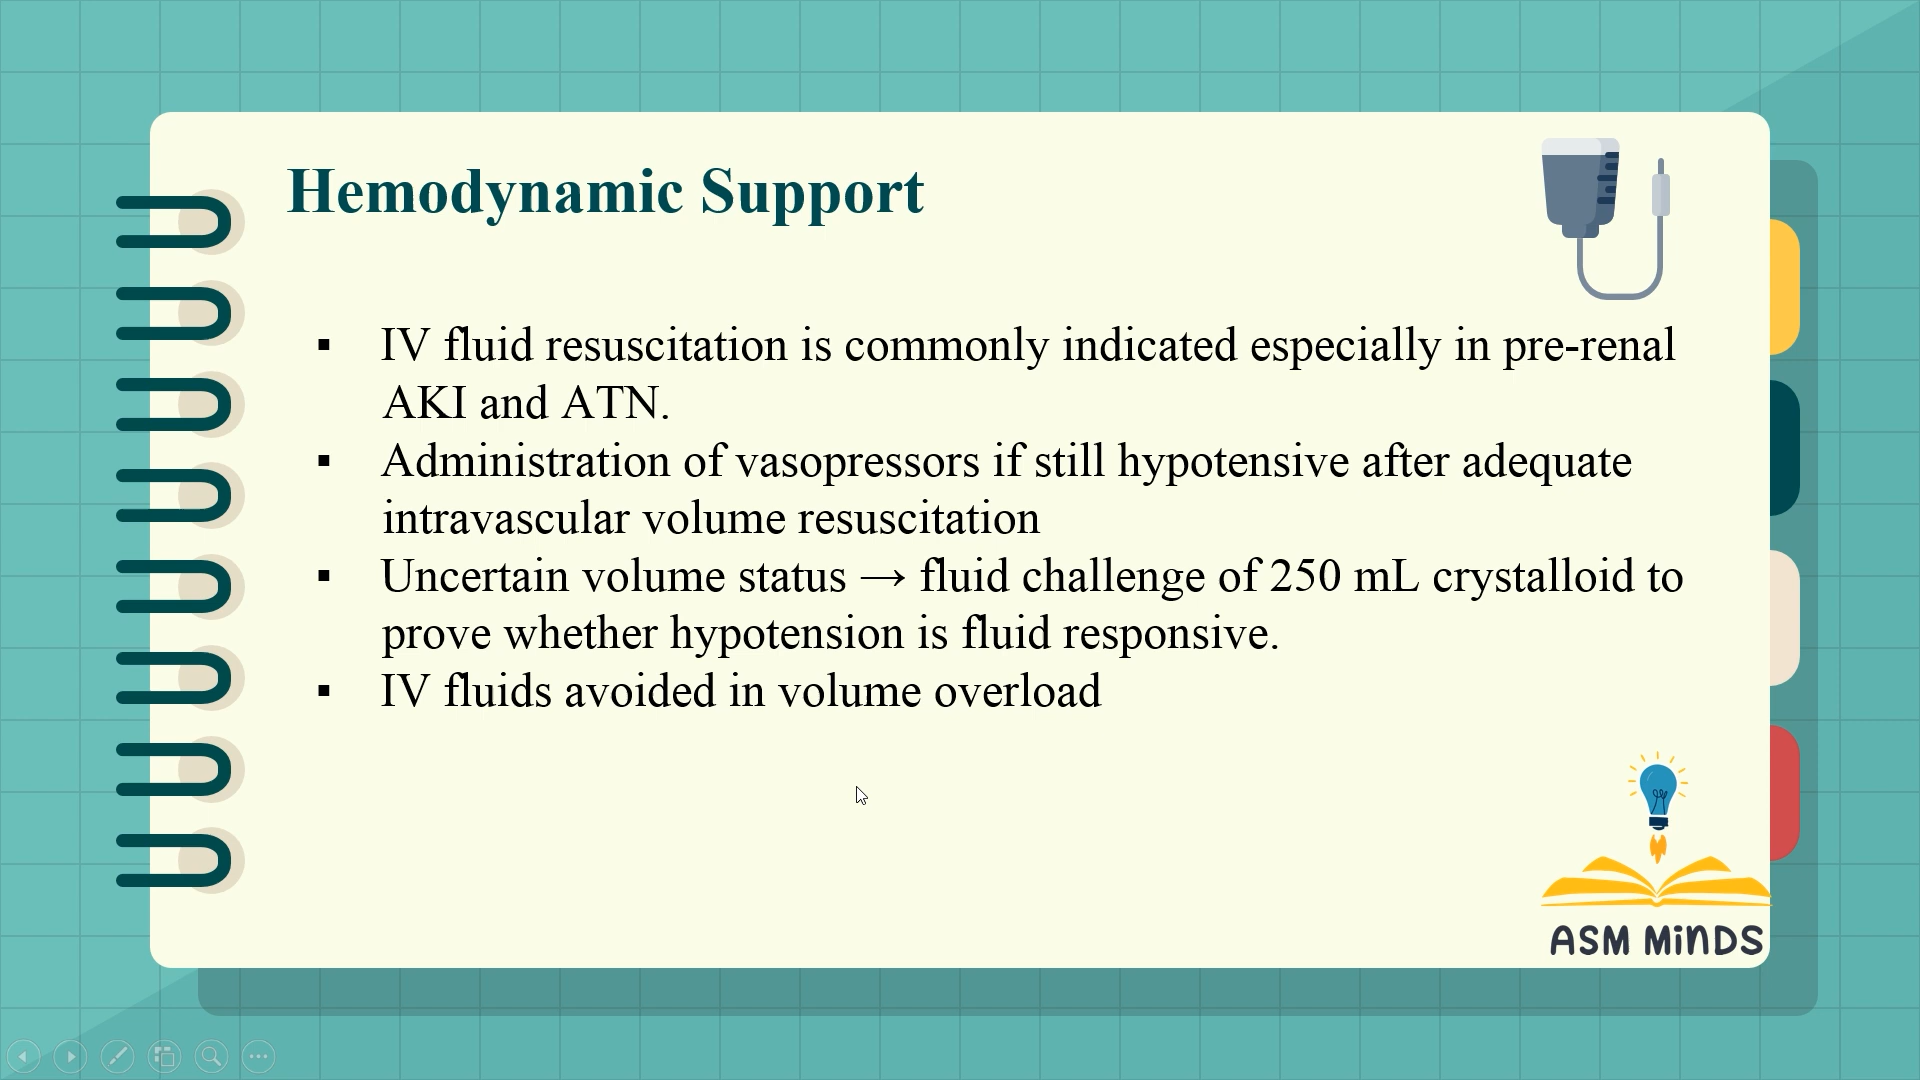 Hemodynamic Support
▪ IV fluid resuscitation is commonly indicated especially in pre-renal
AKI and ATN.
▪ Administration of vasopressors if still hypotensive after adequate
intravascular volume resuscitation
▪ Uncertain volume status → fluid challenge of 250 mL crystalloid to
prove whether hypotension is fluid responsive.
▪ IV fluids avoided in volume overload
ASM MiNDS